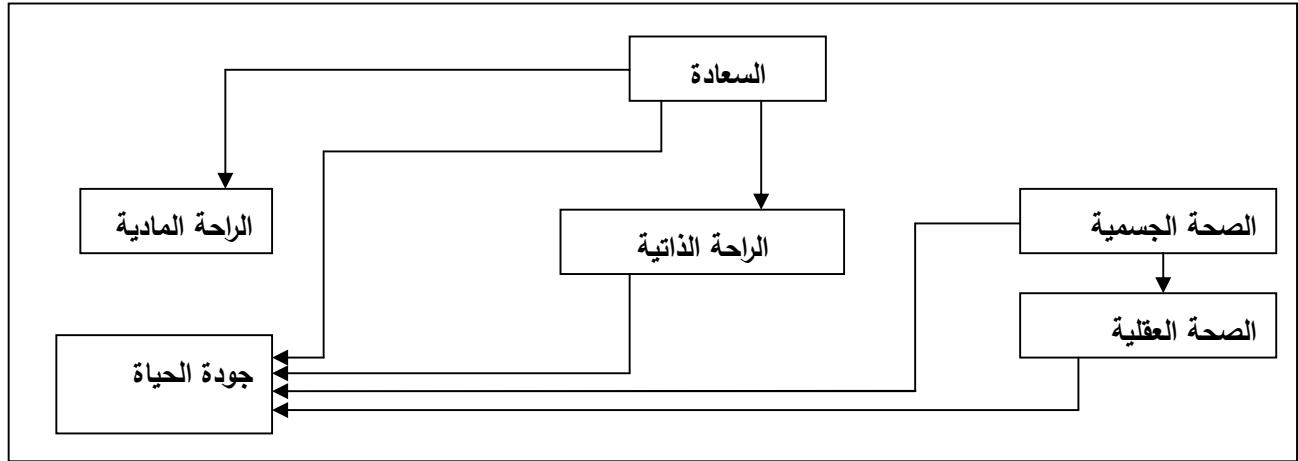 السعادة
الراحة المادية
الراحة الذاتية
الصحة الجسمية
الصحة العقلية
جودة الحياة